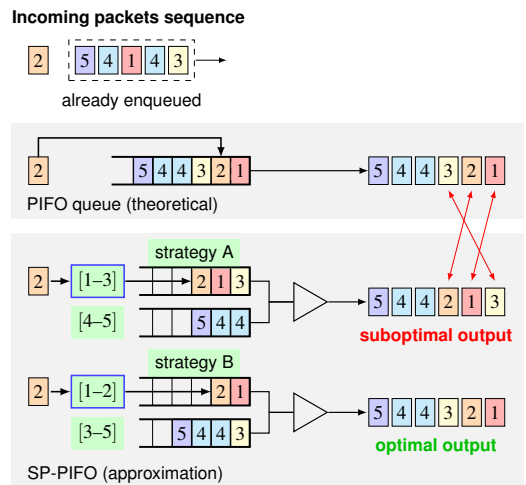 Incoming packets sequence
2 5 4 1 4 3
already enqueued
2 5 4 4 3 2 1 5 4 4 3 2 1
PIFO queue (theoretical)
strategy A
2 [1–3] 2 1 3 5 4 4 2 1 3
[4–5] 5 4 4
suboptimal output
strategy B
2 [1–2] 2 1 5 4 4 3 2 1
[3–5] 5 4 4 3
optimal output
SP-PIFO (approximation)